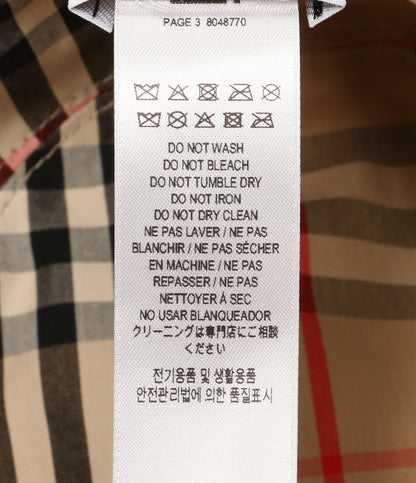 PAGE 3 8048770
DO NOT WASH
DO NOT BLEACH
DO NOT TUMBLE DRY
DO NOT IRON
DO NOT DRY CLEAN
NE PAS LAVER / NE PAS
BLANCHIR / NE PAS SÉCHER
EN MACHINE / NE PAS
REPASSER / NE PAS
NETTOYER À SEC
NO USAR BLANQUEADOR
クリーニングは専門店にご相談
ください
전기용품 및 생활용품
안전관리법에 의한 품질표시